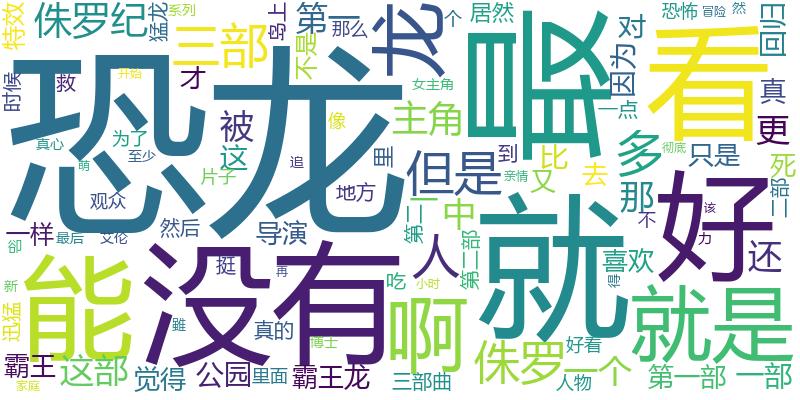 特效
侏罗纪
猛龙
系列
岛上
第一
那么
个
居然
对
恐怖
冒险
然
回归
三部
不是
龙
女主角
因为
一点
最
看
真
更
时候
救
开始
才
恐龙
被
这
像
主角
里
到
比
多
彻底
只是
死
真心
为了
至少
萌
片子
追
但是
亲情
又
去
那
二部
观众
地方
第二
中
就
好
不
该
一样
然后
导演
人
第二部
还
却
最后
艾伦
没有
挺
再
吃
小时
得
喜欢
力
新
能
迅猛
雖
真的
博士
啊
好看
就是
霸王
这部
觉得
公园
里面
霸王龙
三部曲
侏罗
一个
人物
第一部
一部
家庭